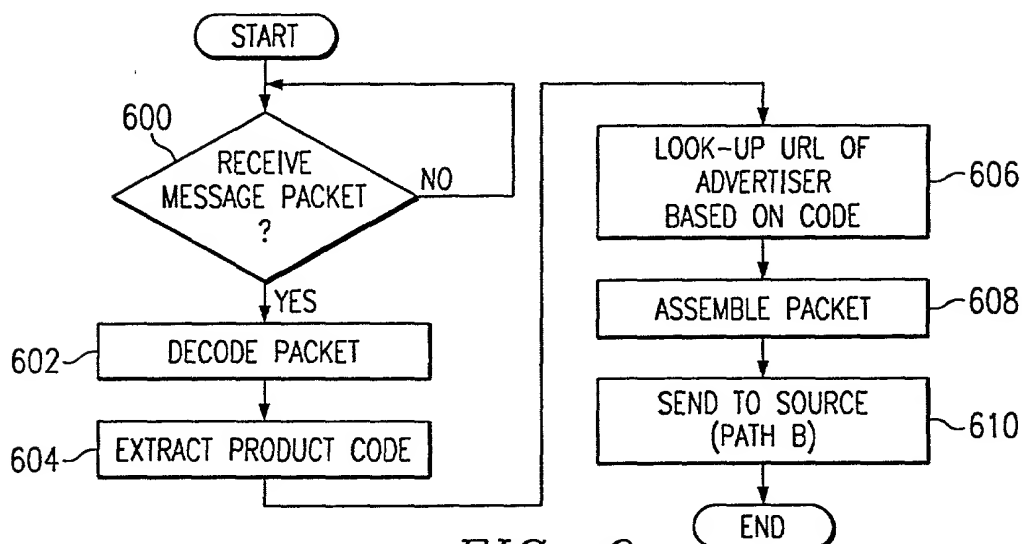 START
600
RECEIVE
MESSAGE PACKET
?
NO
YES
602
DECODE PACKET
604
EXTRACT PRODUCT CODE
LOOK-UP URL OF
ADVERTISER
BASED ON CODE
606
ASSEMBLE PACKET
608
SEND TO SOURCE
(PATH B)
610
END